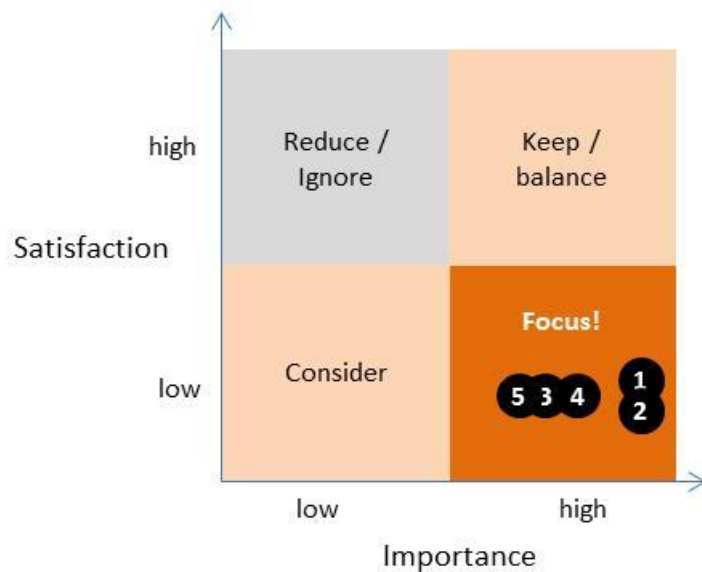 high
Reduce /
Ignore
Keep /
balance
Satisfaction
Focus!
low
Consider
5 3 4
1
2
low
high
Importance